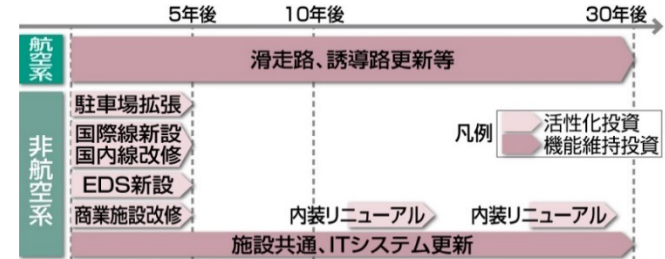 5年後 10年後 30年後
航空系
滑走路、誘導路更新等
非航空系
駐車場拡張
国際線新設
国内線改修
EDS新設
商業施設改修
内装リニューアル 内装リニューアル
施設共通、ITシステム更新
凡例
活性化投資
機能維持投資